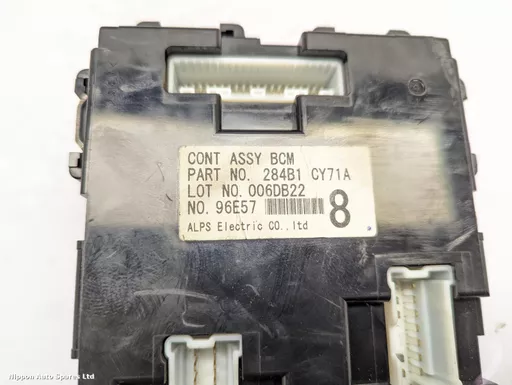 CONT ASSY BCM
PART NO. 284B1 CY71A
LOT NO. 006DB22
NO. 96E57 8
ALPS Electric CO., ltd
Nippon Auto Spares Ltd